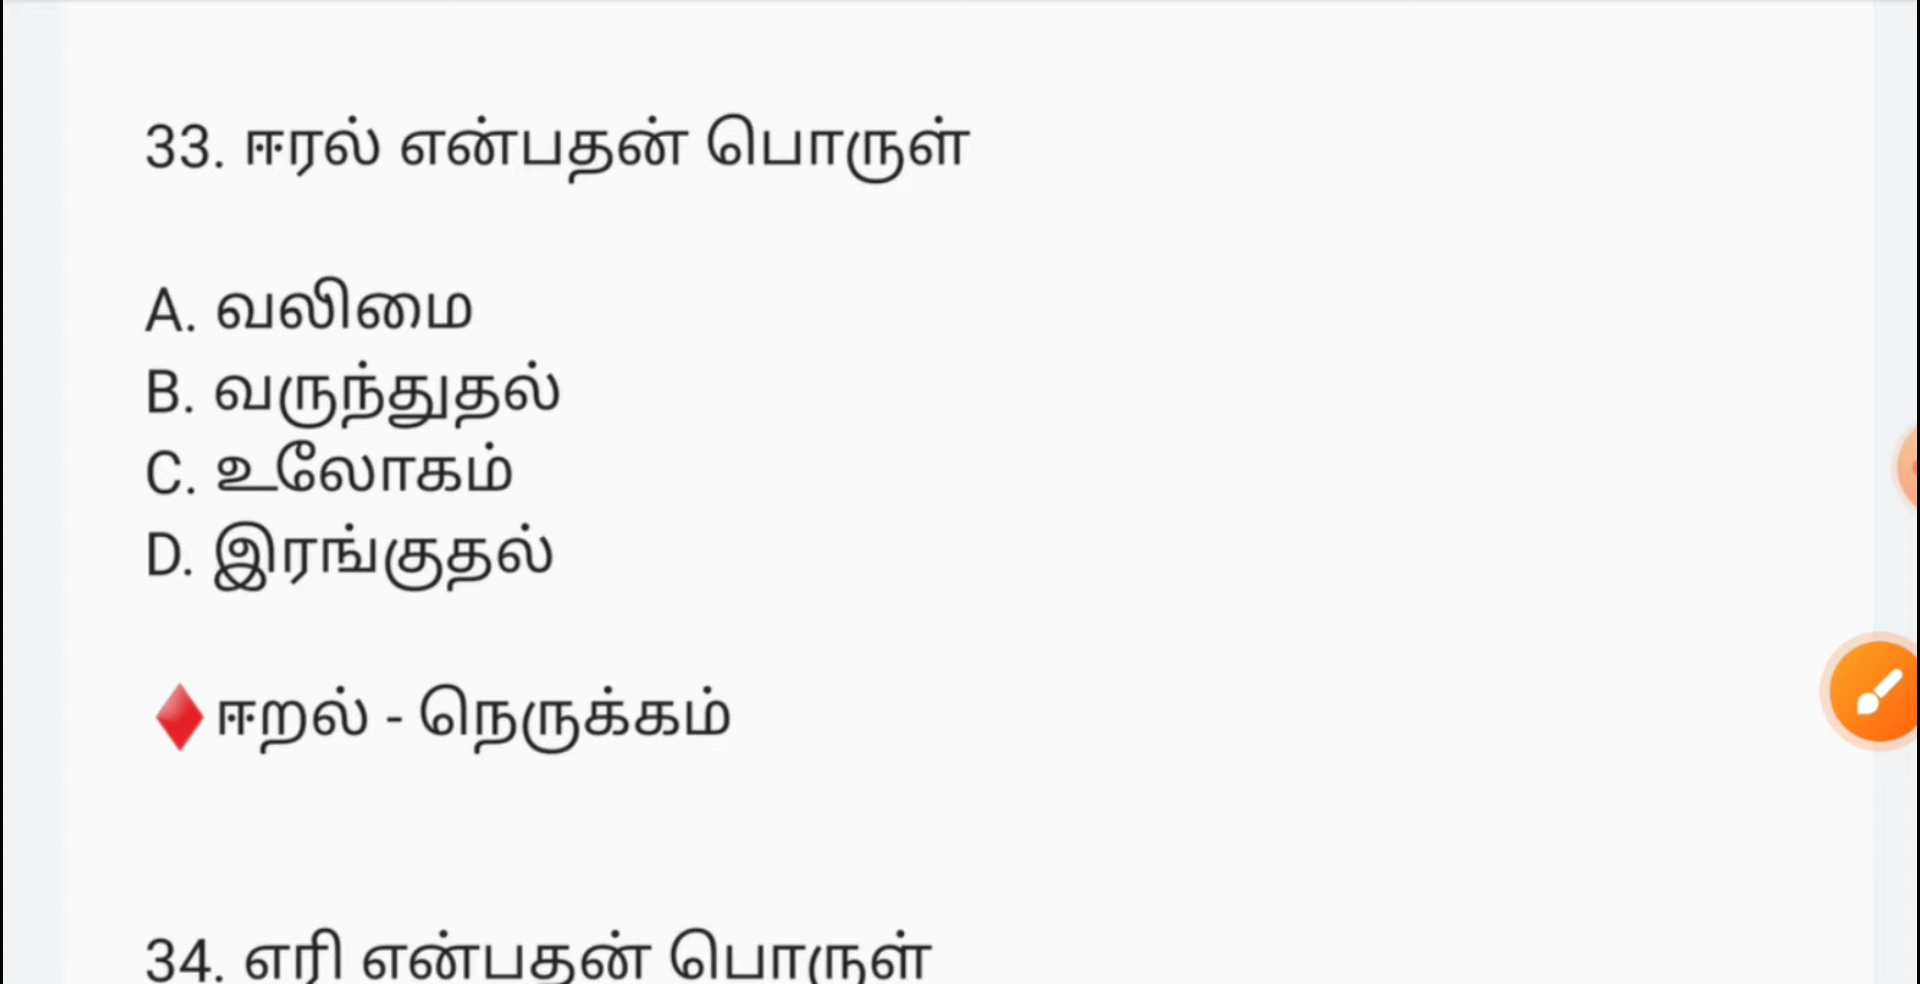 33. ஈரல் என்பதன் பொருள்
A. வலிமை
B. வருந்துதல்
C. உலோகம்
D. இரங்குதல்
♦ஈறல் - நெருக்கம்
34. எரி என்பதன் பொருள்